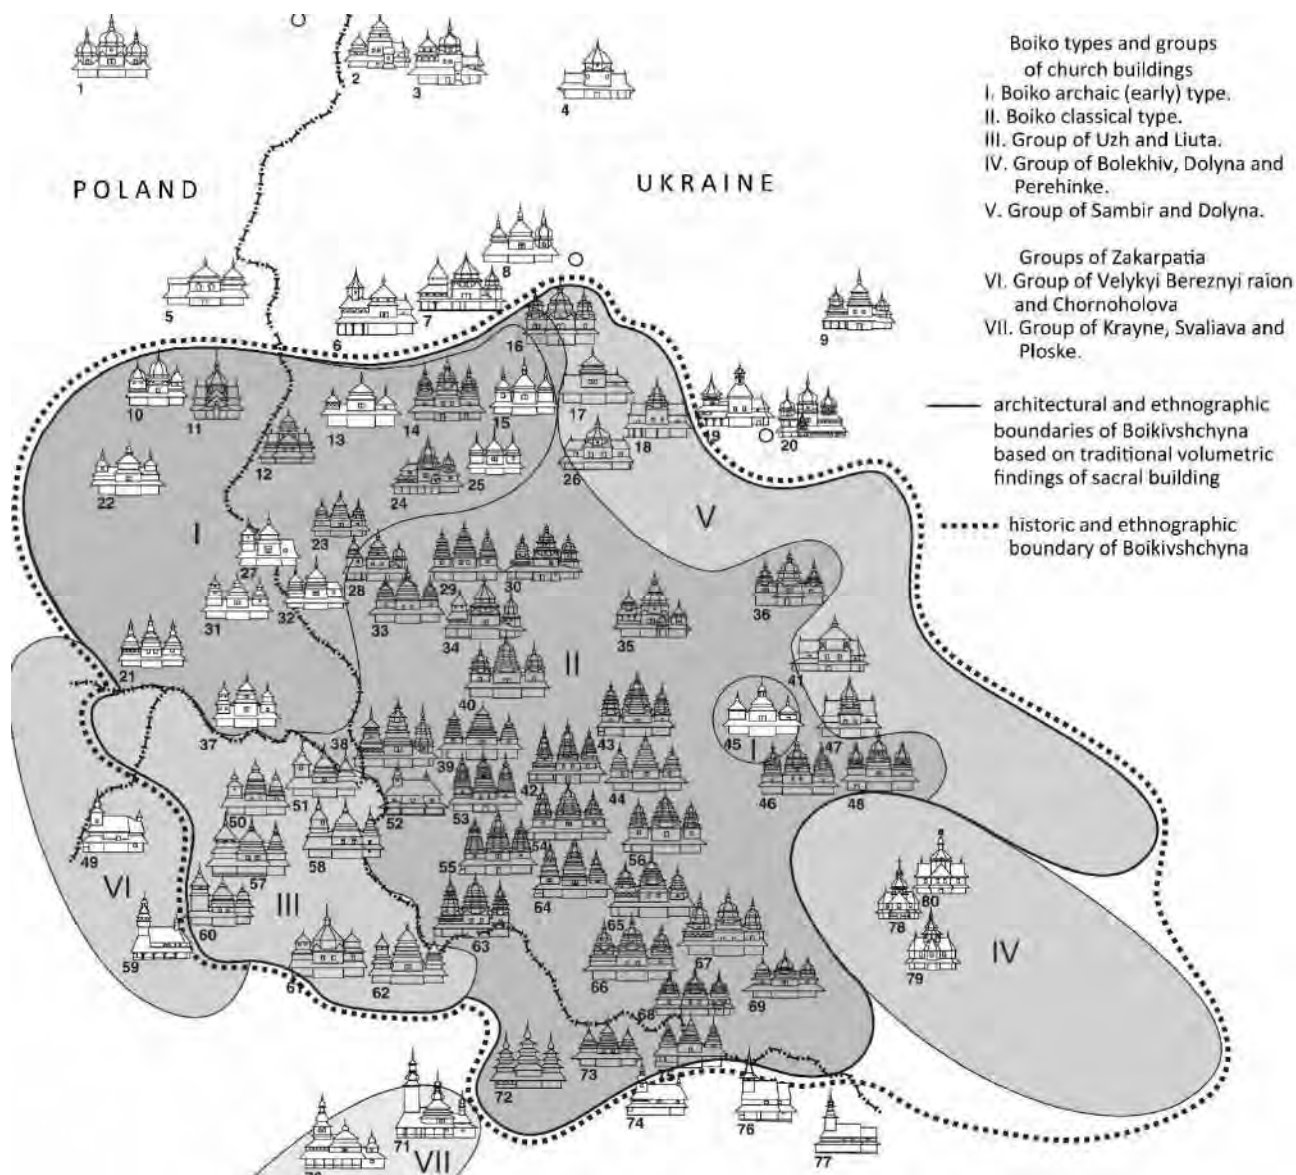 Boiko types and groups
of church buildings
I. Boiko archaic (early) type.
II. Boiko classical type.
III. Group of Uzh and Liuta.
IV. Group of Bolekhiv, Dolyna and
Perehinke.
V. Group of Sambir and Dolyna.
Groups of Zakarpatia
VI. Group of Velykyi Bereznyi raion
and Chornoholova
VII. Group of Krayne, Svaliava and
Ploske.
architectural and ethnographic
boundaries of Boikivshchyna
based on traditional volumetric
findings of sacral building
historic and ethnographic
boundary of Boikivshchyna
POLAND
UKRAINE
1
2
3
4
5
6
7
8
9
10
11
12
13
14
15
16
17
18
19
20
22
24
25
26
I
V
23
27
28
29
30
31
32
33
34
35
36
21
II
37
38
39
40
41
42
43
44
45
I
46
47
48
49
50
51
52
53
54
55
56
57
58
VI
III
59
60
61
62
63
64
65
66
67
68
69
78
80
79
IV
71
72
73
74
76
77
VII